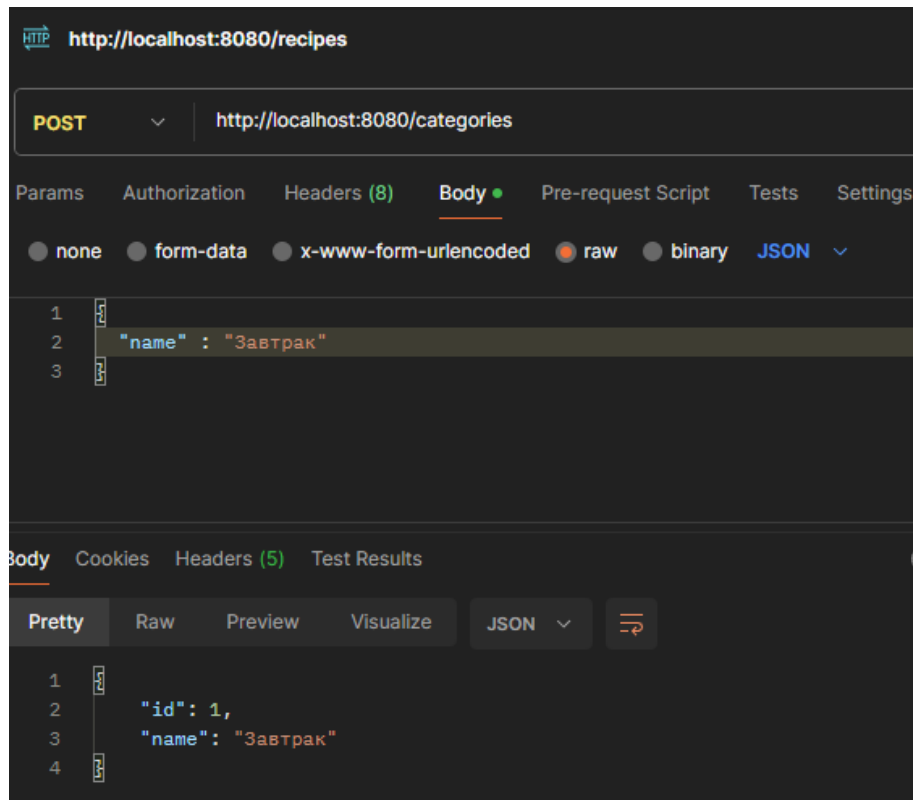 HTTP http://localhost:8080/recipes
POST http://localhost:8080/categories
Params Authorization Headers (8) Body Pre-request Script Tests Settings
none form-data x-www-form-urlencoded raw binary JSON
1 {
2 "name" : "Завтрак"
3 }
Body Cookies Headers (5) Test Results
Pretty Raw Preview Visualize JSON
1 {
2 "id": 1,
3 "name": "Завтрак"
4 }